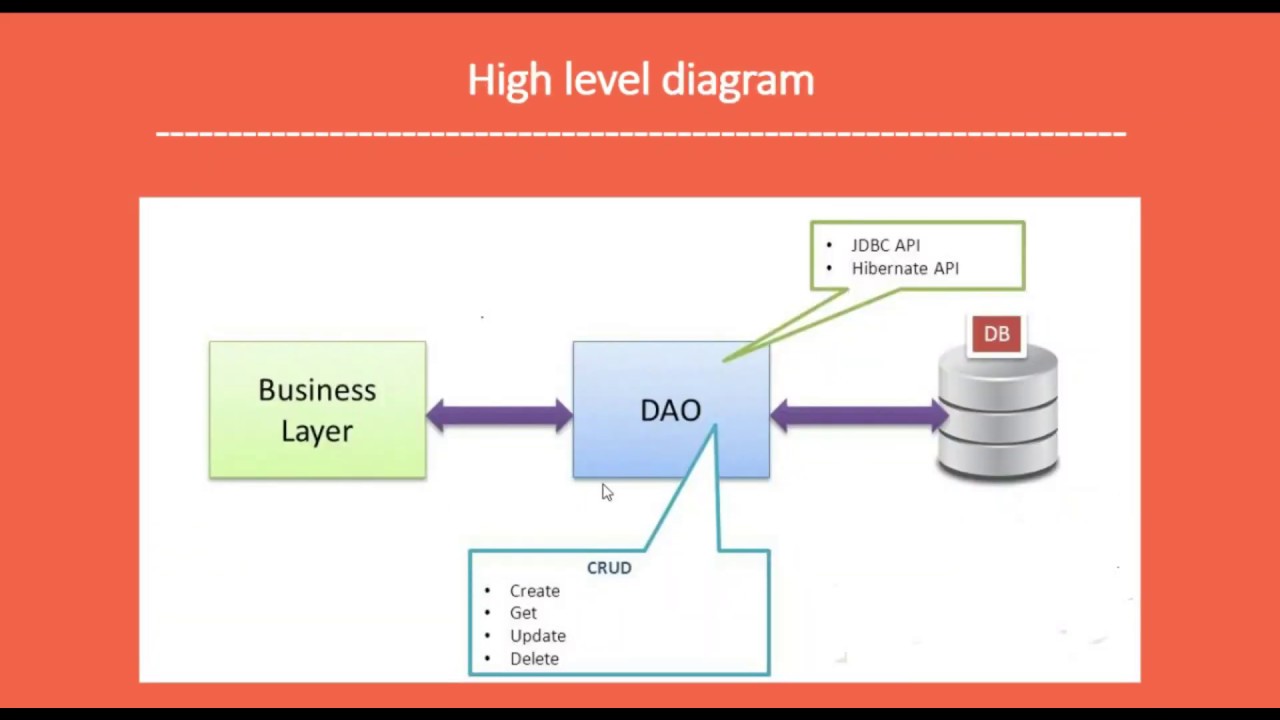 High level diagram
• JDBC API
• Hibernate API
DB
Business
Layer
DAO
CRUD
• Create
• Get
• Update
• Delete